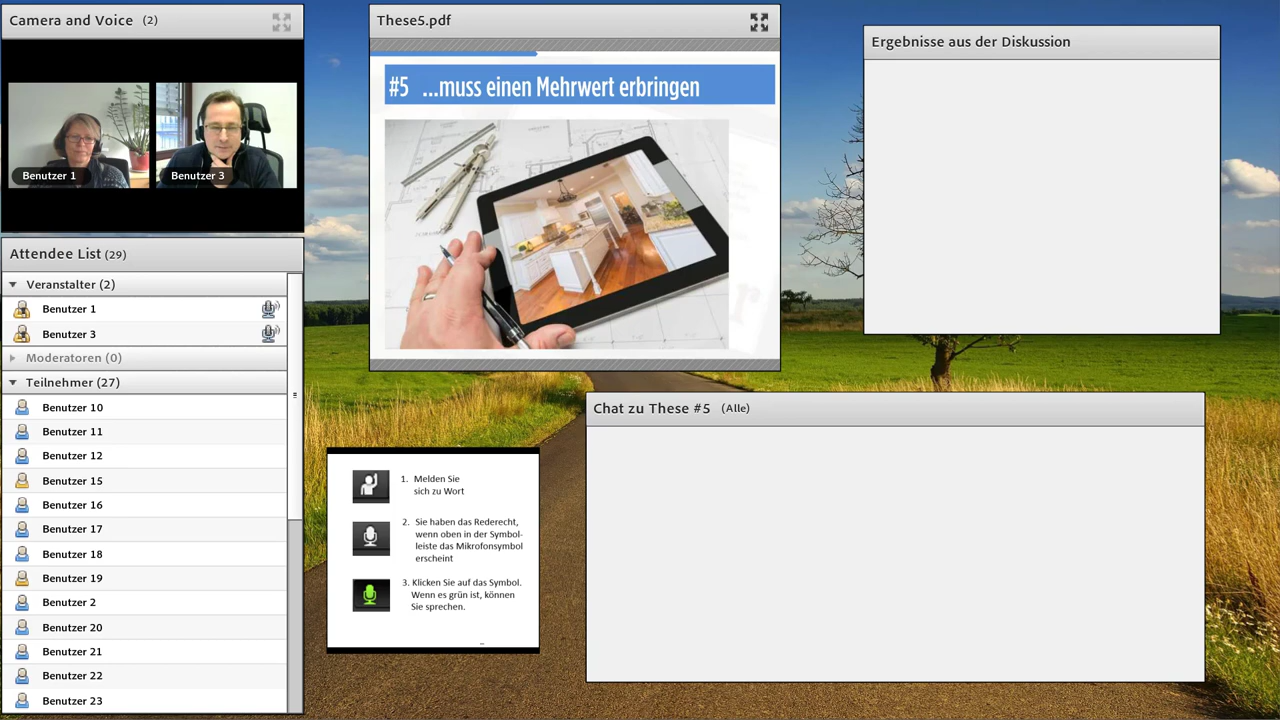 Camera and Voice (2)
Benutzer 1
Benutzer 3
Attendee List (29)
Veranstalter (2)
Benutzer 1
Benutzer 3
Moderatoren (0)
Teilnehmer (27)
Benutzer 10
Benutzer 11
Benutzer 12
Benutzer 15
Benutzer 16
Benutzer 17
Benutzer 18
Benutzer 19
Benutzer 2
Benutzer 20
Benutzer 21
Benutzer 22
Benutzer 23
These5.pdf
#5 ...muss einen Mehrwert erbringen
1. Melden Sie
sich zu Wort
2. Sie haben das Rederecht,
wenn oben in der Symbol-
leiste das Mikrofonsymbol
erscheint
3. Klicken Sie auf das Symbol.
Wenn es grün ist, können
Sie sprechen.
Ergebnisse aus der Diskussion
Chat zu These #5 (Alle)